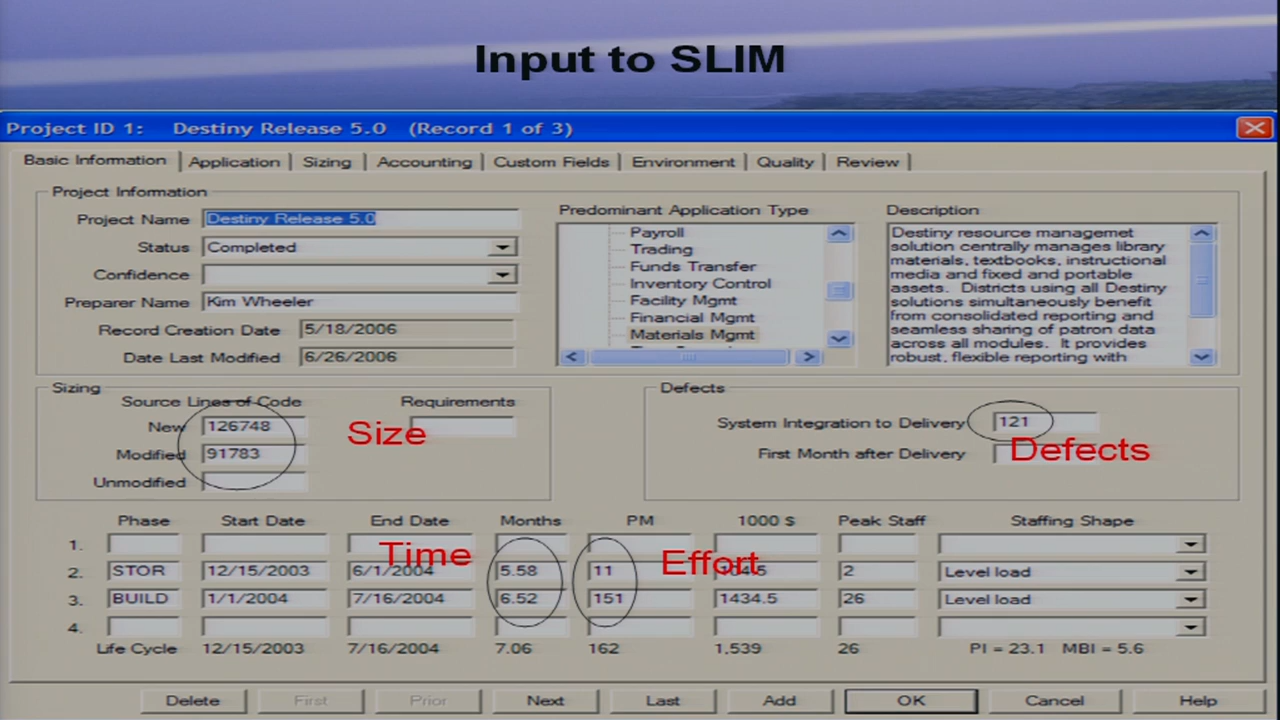 Input to SLIM
Project ID 1: Destiny Release 5.0 (Record 1 of 3)
Basic Information Application Sizing Accounting Custom Fields Environment Quality Review
Project Information
Project Name Destiny Release 5.0
Status Completed
Confidence
Preparer Name Kim Wheeler
Record Creation Date 5/18/2006
Date Last Modified 6/26/2006
Predominant Application Type
Payroll
Trading
Funds Transfer
Inventory Control
Facility Mgmt
Financial Mgmt
Materials Mgmt
Description
Destiny resource managemet
solution centrally manages library
materials, textbooks, instructional
media and fixed and portable
assets. Districts using all Destiny
solutions simultaneously benefit
from consolidated reporting and
seamless sharing of patron data
across all modules. It provides
robust, flexible reporting with
Sizing
Source Lines of Code Requirements
New 126748
Modified 91783
Unmodified
Size
Defects
System Integration to Delivery 121
First Month after Delivery
Defects
Phase Start Date End Date Months PM 1000 $ Peak Staff Staffing Shape
1.
Time Effort
2. STOR 12/15/2003 6/1/2004 5.58 11 2 Level load
3. BUILD 1/1/2004 7/16/2004 6.52 151 1434.5 26 Level load
4.
Life Cycle 12/15/2003 7/16/2004 7.06 162 1,539 26 PI = 23.1 MBI = 5.6
Delete First Prior Next Last Add OK Cancel Help